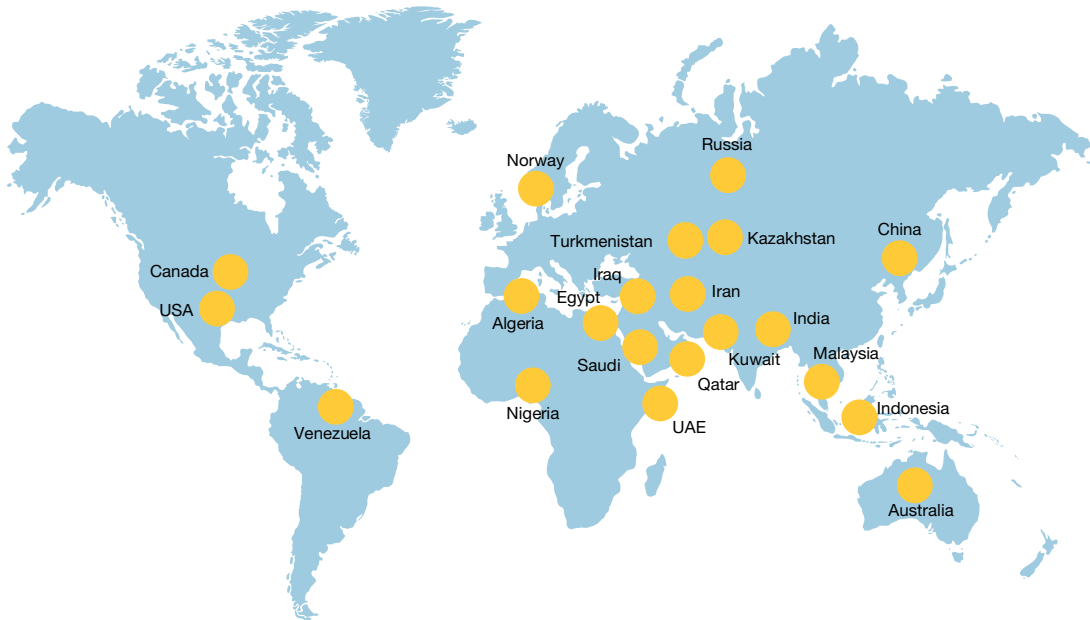 Russia
Norway
China
Turkmenistan
Kazakhstan
Canada
Iraq
Iran
Egypt
USA
India
Algeria
Kuwait
Malaysia
Saudi
Qatar
Indonesia
Nigeria
UAE
Venezuela
Australia